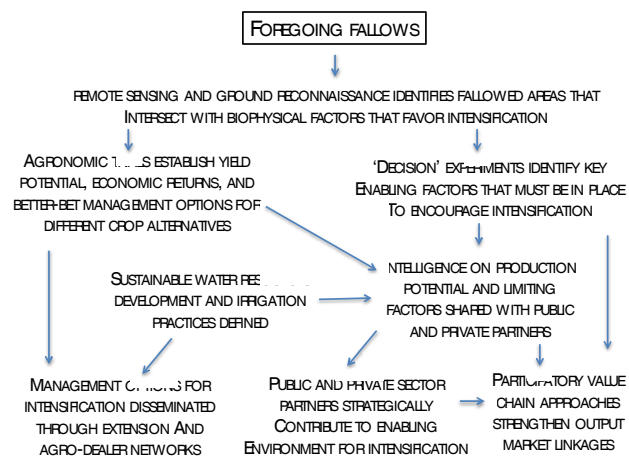 FOREGOING FALLOWS
REMOTE SENSING AND GROUND RECONNAISSANCE IDENTIFIES FALLOWED AREAS THAT
INTERSECT WITH BIOPHYSICAL FACTORS THAT FAVOR INTENSIFICATION
AGRONOMIC ESTABLISH YIELD
POTENTIAL, ECONOMIC RETURNS, AND
BETTER-BET MANAGEMENT OPTIONS FOR
DIFFERENT CROP ALTERNATIVES
'DECISION' EXPERIMENTS IDENTIFY KEY
ENABLING FACTORS THAT MUST BE IN PLACE
TO ENCOURAGE INTENSIFICATION
SUSTAINABLE WATER
DEVELOPMENT AND IRRIGATION
PRACTICES DEFINED
INTELLIGENCE ON PRODUCTION
POTENTIAL AND LIMITING
FACTORS SHARED WITH PUBLIC
AND PRIVATE PARTNERS
MANAGEMENT OPTIONS FOR
INTENSIFICATION DISSEMINATED
THROUGH EXTENSION AND
AGRO-DEALER NETWORKS
PUBLIC AND PRIVATE SECTOR
PARTNERS STRATEGICALLY
CONTRIBUTE TO ENABLING
ENVIRONMENT FOR INTENSIFICATION
PARTICIPATORY VALUE
CHAIN APPROACHES
STRENGTHEN OUTPUT
MARKET LINKAGES